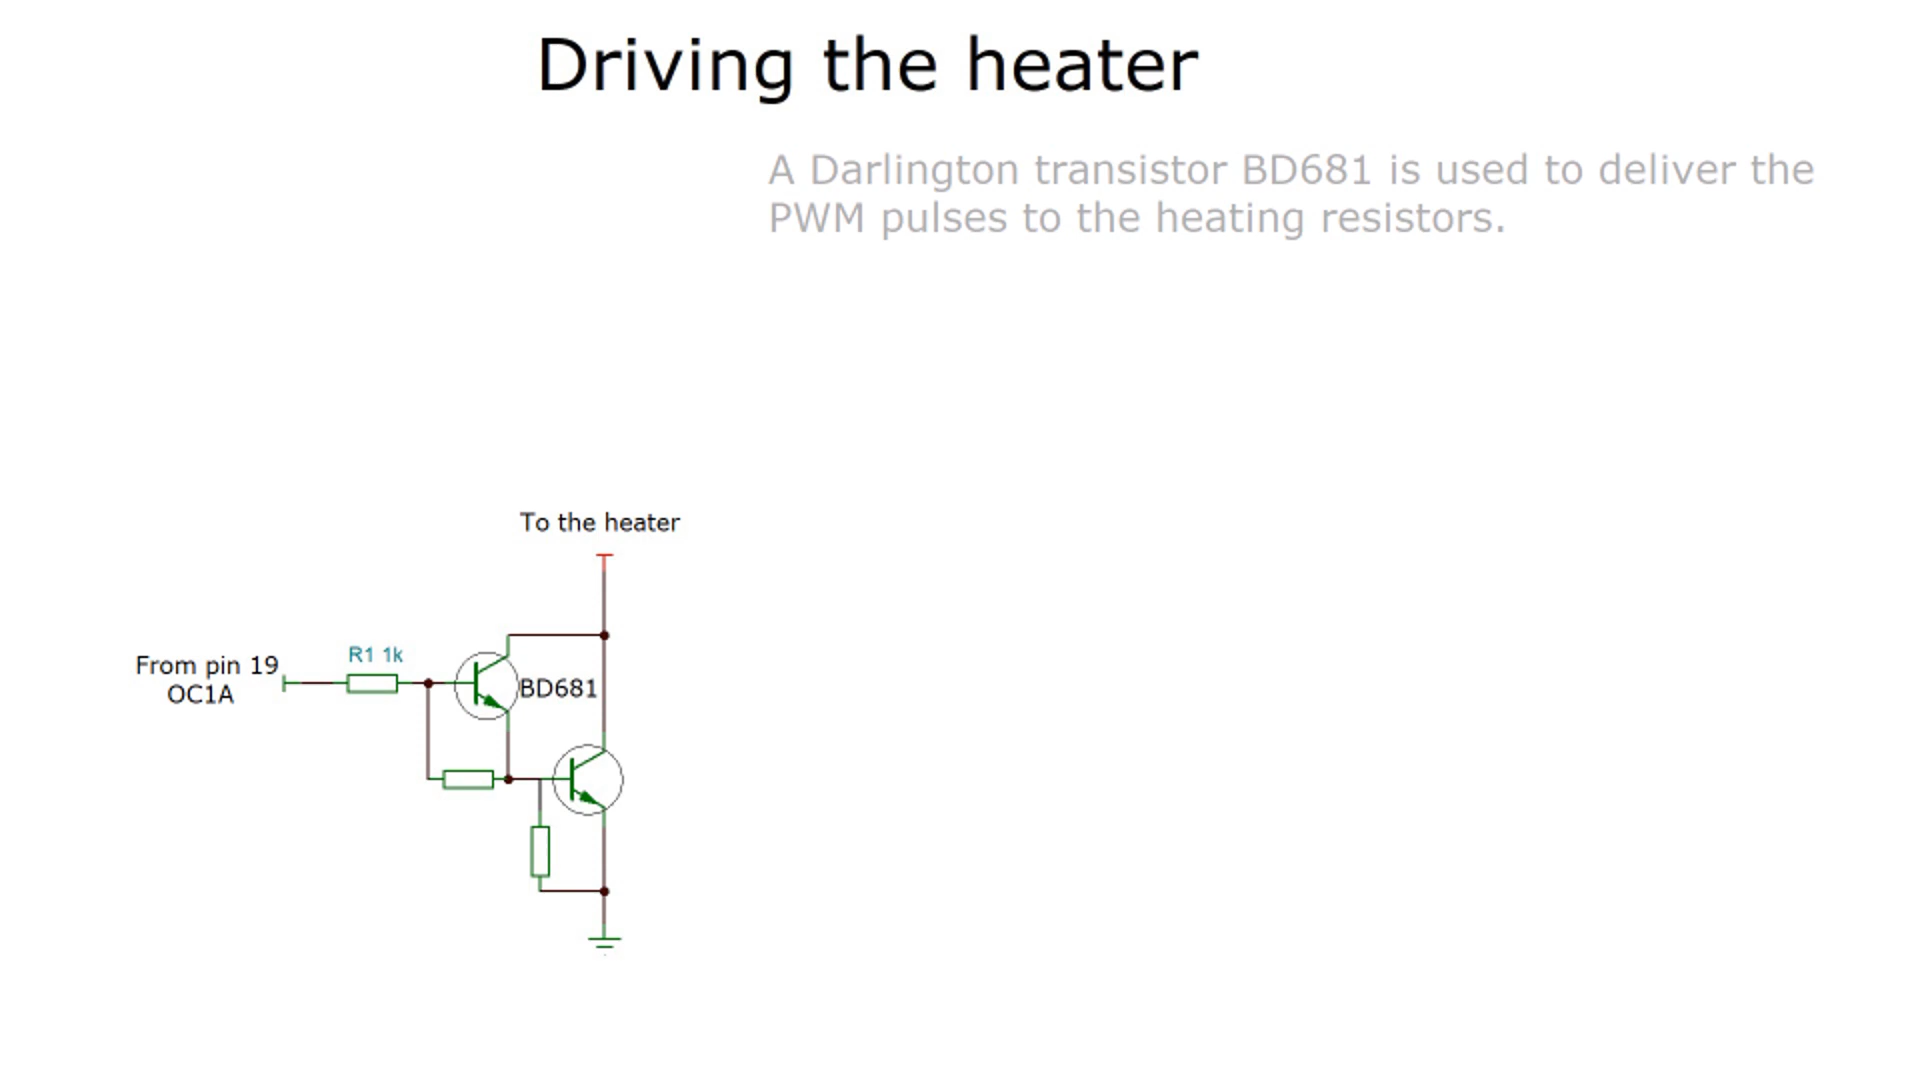 Driving the heater
A Darlington transistor BD681 is used to deliver the
PWM pulses to the heating resistors.
To the heater
From pin 19
OC1A
R1 1k
BD681